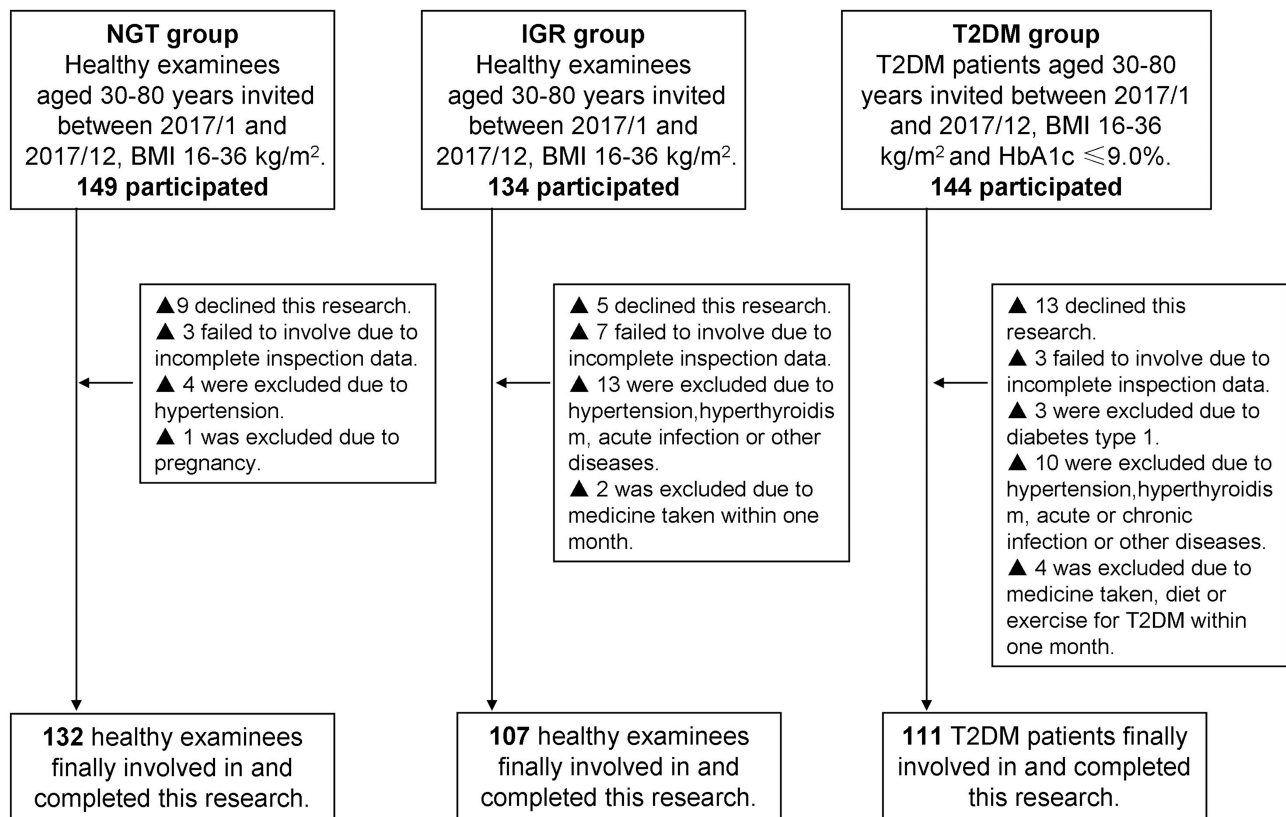 NGT group
Healthy examinees
aged 30-80 years invited
between 2017/1 and
2017/12, BMI 16-36 kg/m².
149 participated
IGR group
Healthy examinees
aged 30-80 years invited
between 2017/1 and
2017/12, BMI 16-36 kg/m².
134 participated
T2DM group
T2DM patients aged 30-80
years invited between 2017/1
and 2017/12, BMI 16-36
kg/m² and HbA1c ≤9.0%.
144 participated
▲9 declined this research.
▲ 3 failed to involve due to
incomplete inspection data.
▲ 4 were excluded due to
hypertension.
▲ 1 was excluded due to
pregnancy.
▲ 5 declined this research.
▲ 7 failed to involve due to
incomplete inspection data.
▲ 13 were excluded due to
hypertension,hyperthyroidis
m, acute infection or other
diseases.
▲ 2 was excluded due to
medicine taken within one
month.
▲ 13 declined this
research.
▲ 3 failed to involve due to
incomplete inspection data.
▲ 3 were excluded due to
diabetes type 1.
▲ 10 were excluded due to
hypertension,hyperthyroidis
m, acute or chronic
infection or other diseases.
▲ 4 was excluded due to
medicine taken, diet or
exercise for T2DM within
one month.
132 healthy examinees
finally involved in and
completed this research.
107 healthy examinees
finally involved in and
completed this research.
111 T2DM patients finally
involved in and completed
this research.